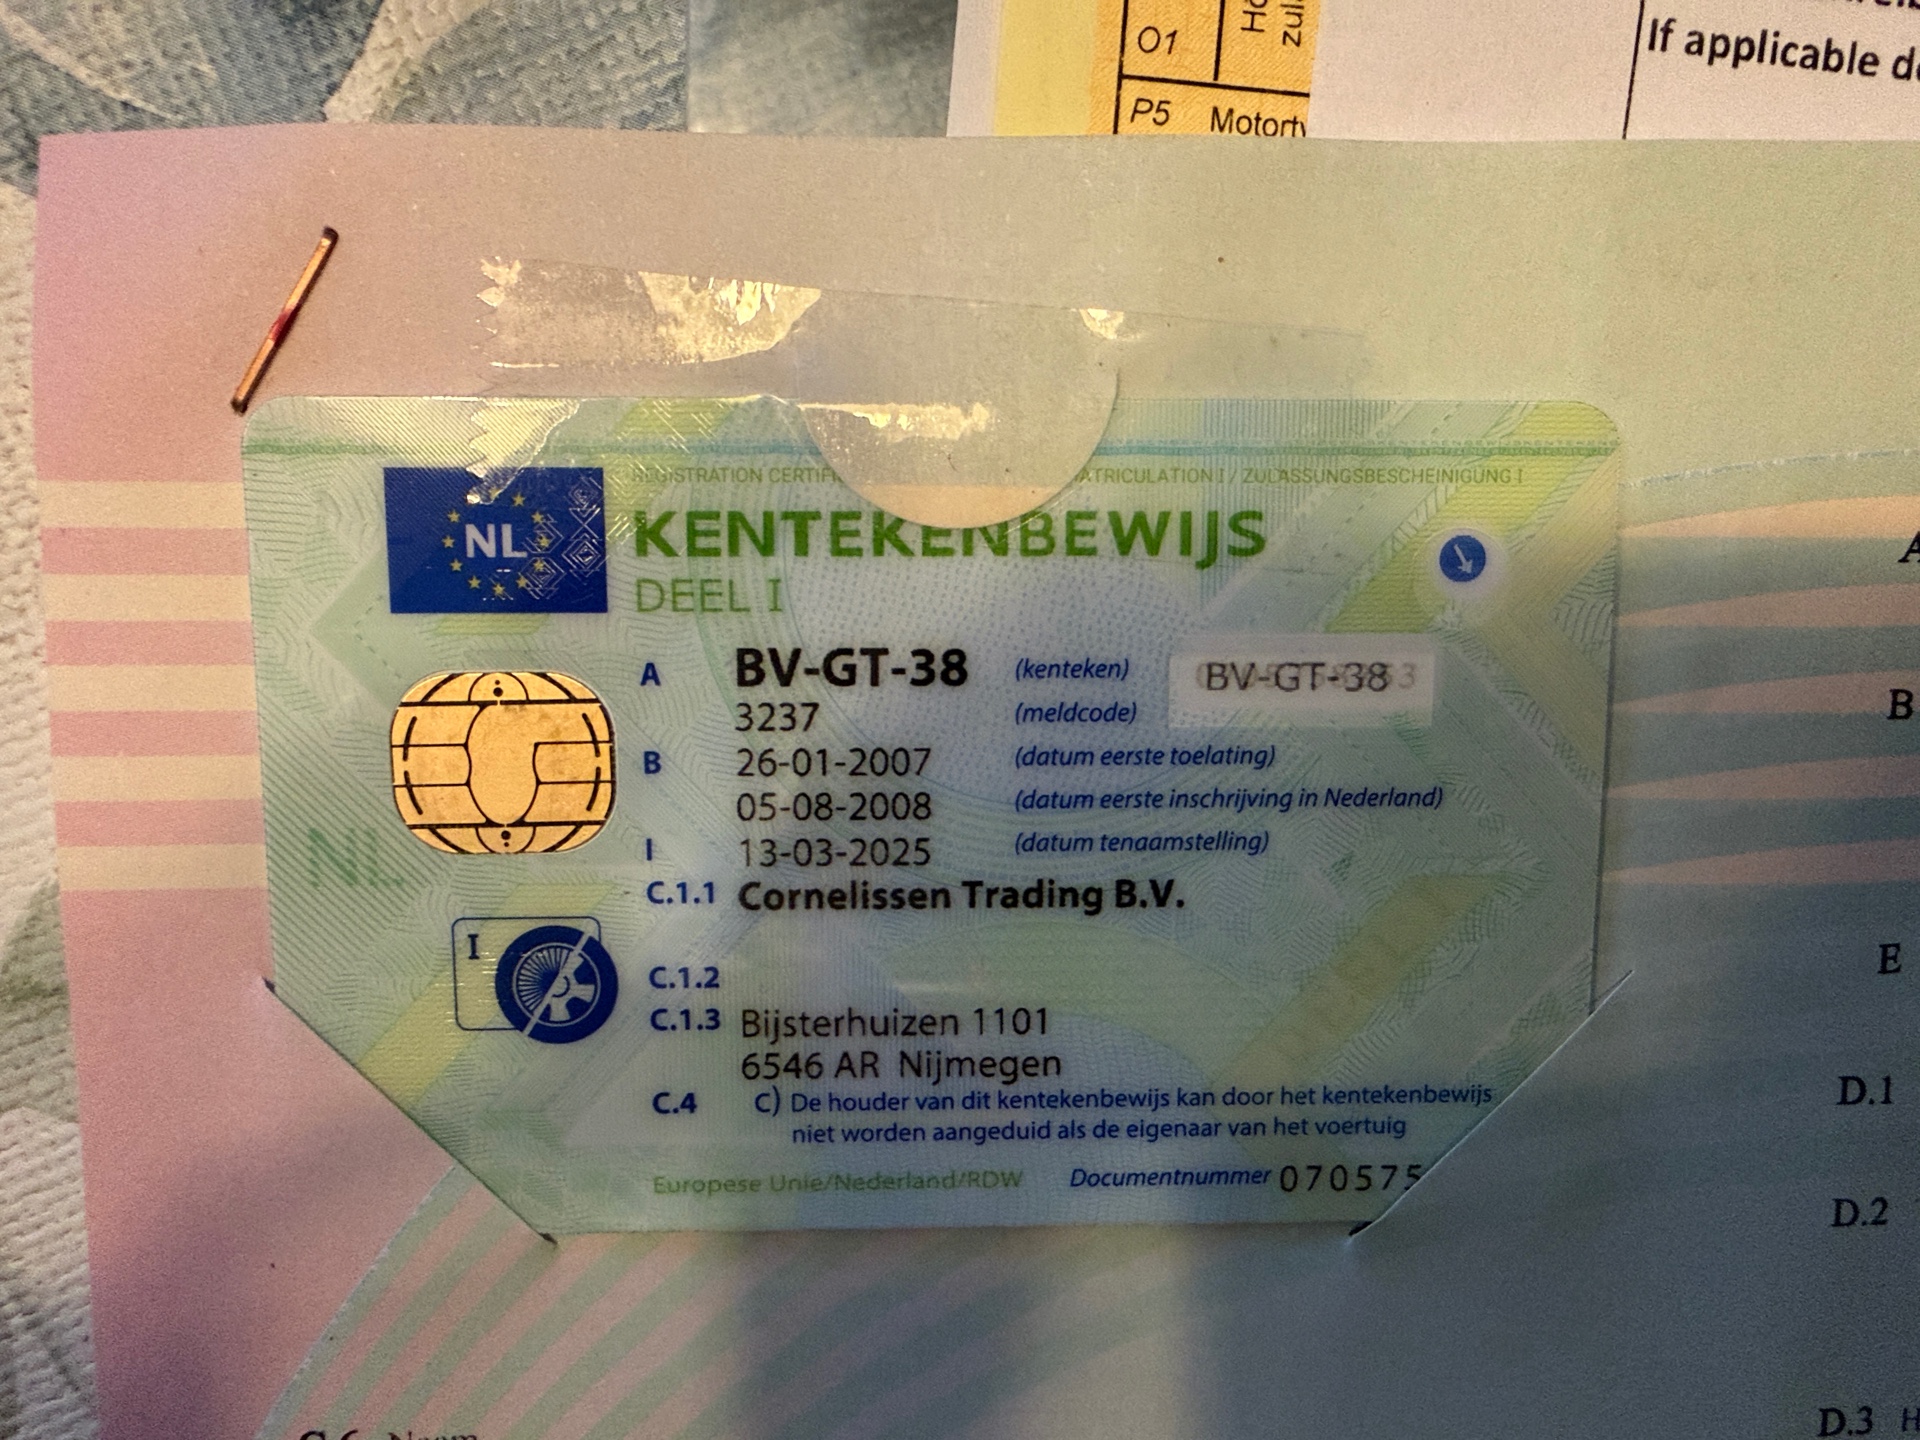 O1
If applicable
P5 Motorty
REGISTRATION CERTIFI ATRICULATION I / ZULASSUNGSBESCHEINIGUNG I
NL
KENTEKENBEWIJS
DEEL I
A BV-GT-38 (kenteken) BV-GT-38
3237 (meldcode)
B 26-01-2007 (datum eerste toelating)
05-08-2008 (datum eerste inschrijving in Nederland)
I 13-03-2025 (datum tenaamstelling)
C.1.1 Cornelissen Trading B.V.
NL
I
C.1.2
C.1.3 Bijsterhuizen 1101
6546 AR Nijmegen
C.4 C) De houder van dit kentekenbewijs kan door het kentekenbewijs
niet worden aangeduid als de eigenaar van het voertuig
Europese Unie/Nederland/RDW Documentnummer 070575
A
B
E
D.1
D.2
D.3 H